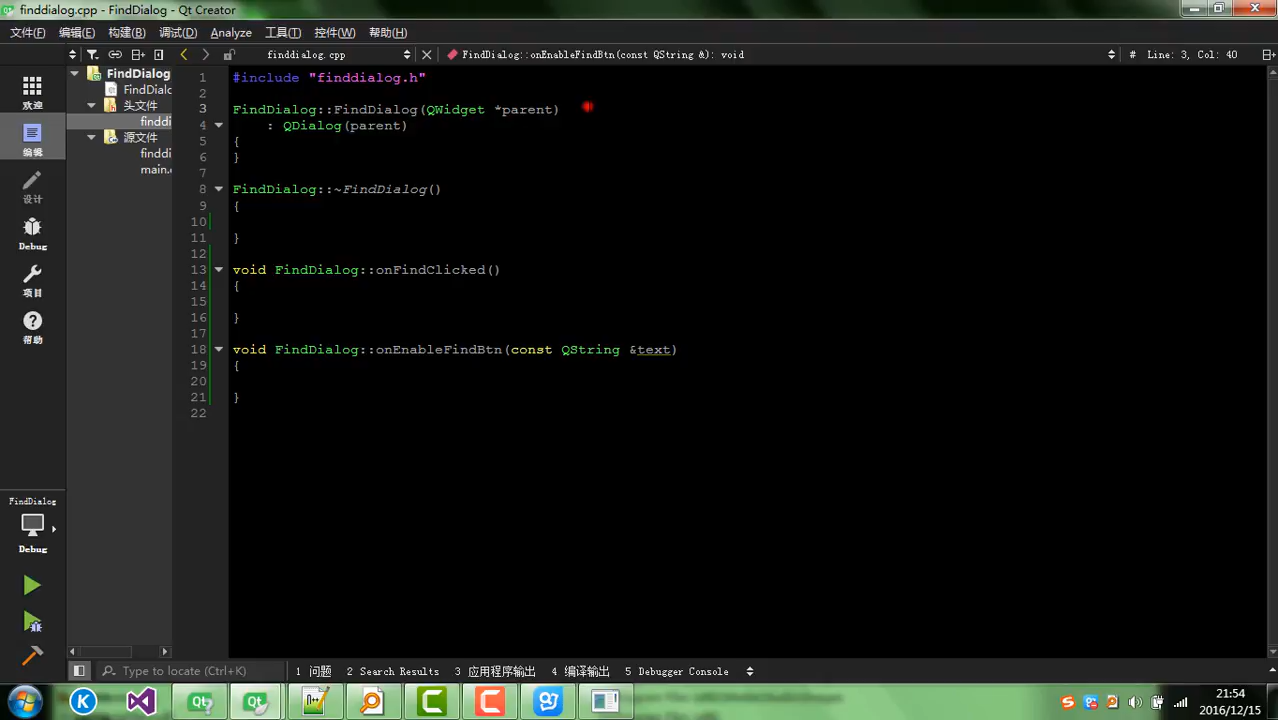 finddialog.cpp - FindDialog - Qt Creator
文件(F) 编辑(E) 构建(B) 调试(D) Analyze 工具(T) 控件(W) 帮助(H)
finddialog.cpp FindDialog::onEnableFindBtn(const QString &): void # Line: 3, Col: 40
欢迎
编辑
设计
Debug
项目
帮助
FindDialog
FindDialo
头文件
finddi
源文件
finddi
main.c
1 #include "finddialog.h"
2
3 FindDialog::FindDialog(QWidget *parent)
4 : QDialog(parent)
5 {
6 }
7
8 FindDialog::~FindDialog()
9 {
10
11 }
12
13 void FindDialog::onFindClicked()
14 {
15
16 }
17
18 void FindDialog::onEnableFindBtn(const QString &text)
19 {
20
21 }
22
FindDialog
Debug
Type to locate (Ctrl+K) 1 问题 2 Search Results 3 应用程序输出 4 编译输出 5 Debugger Console
21:54
2016/12/15